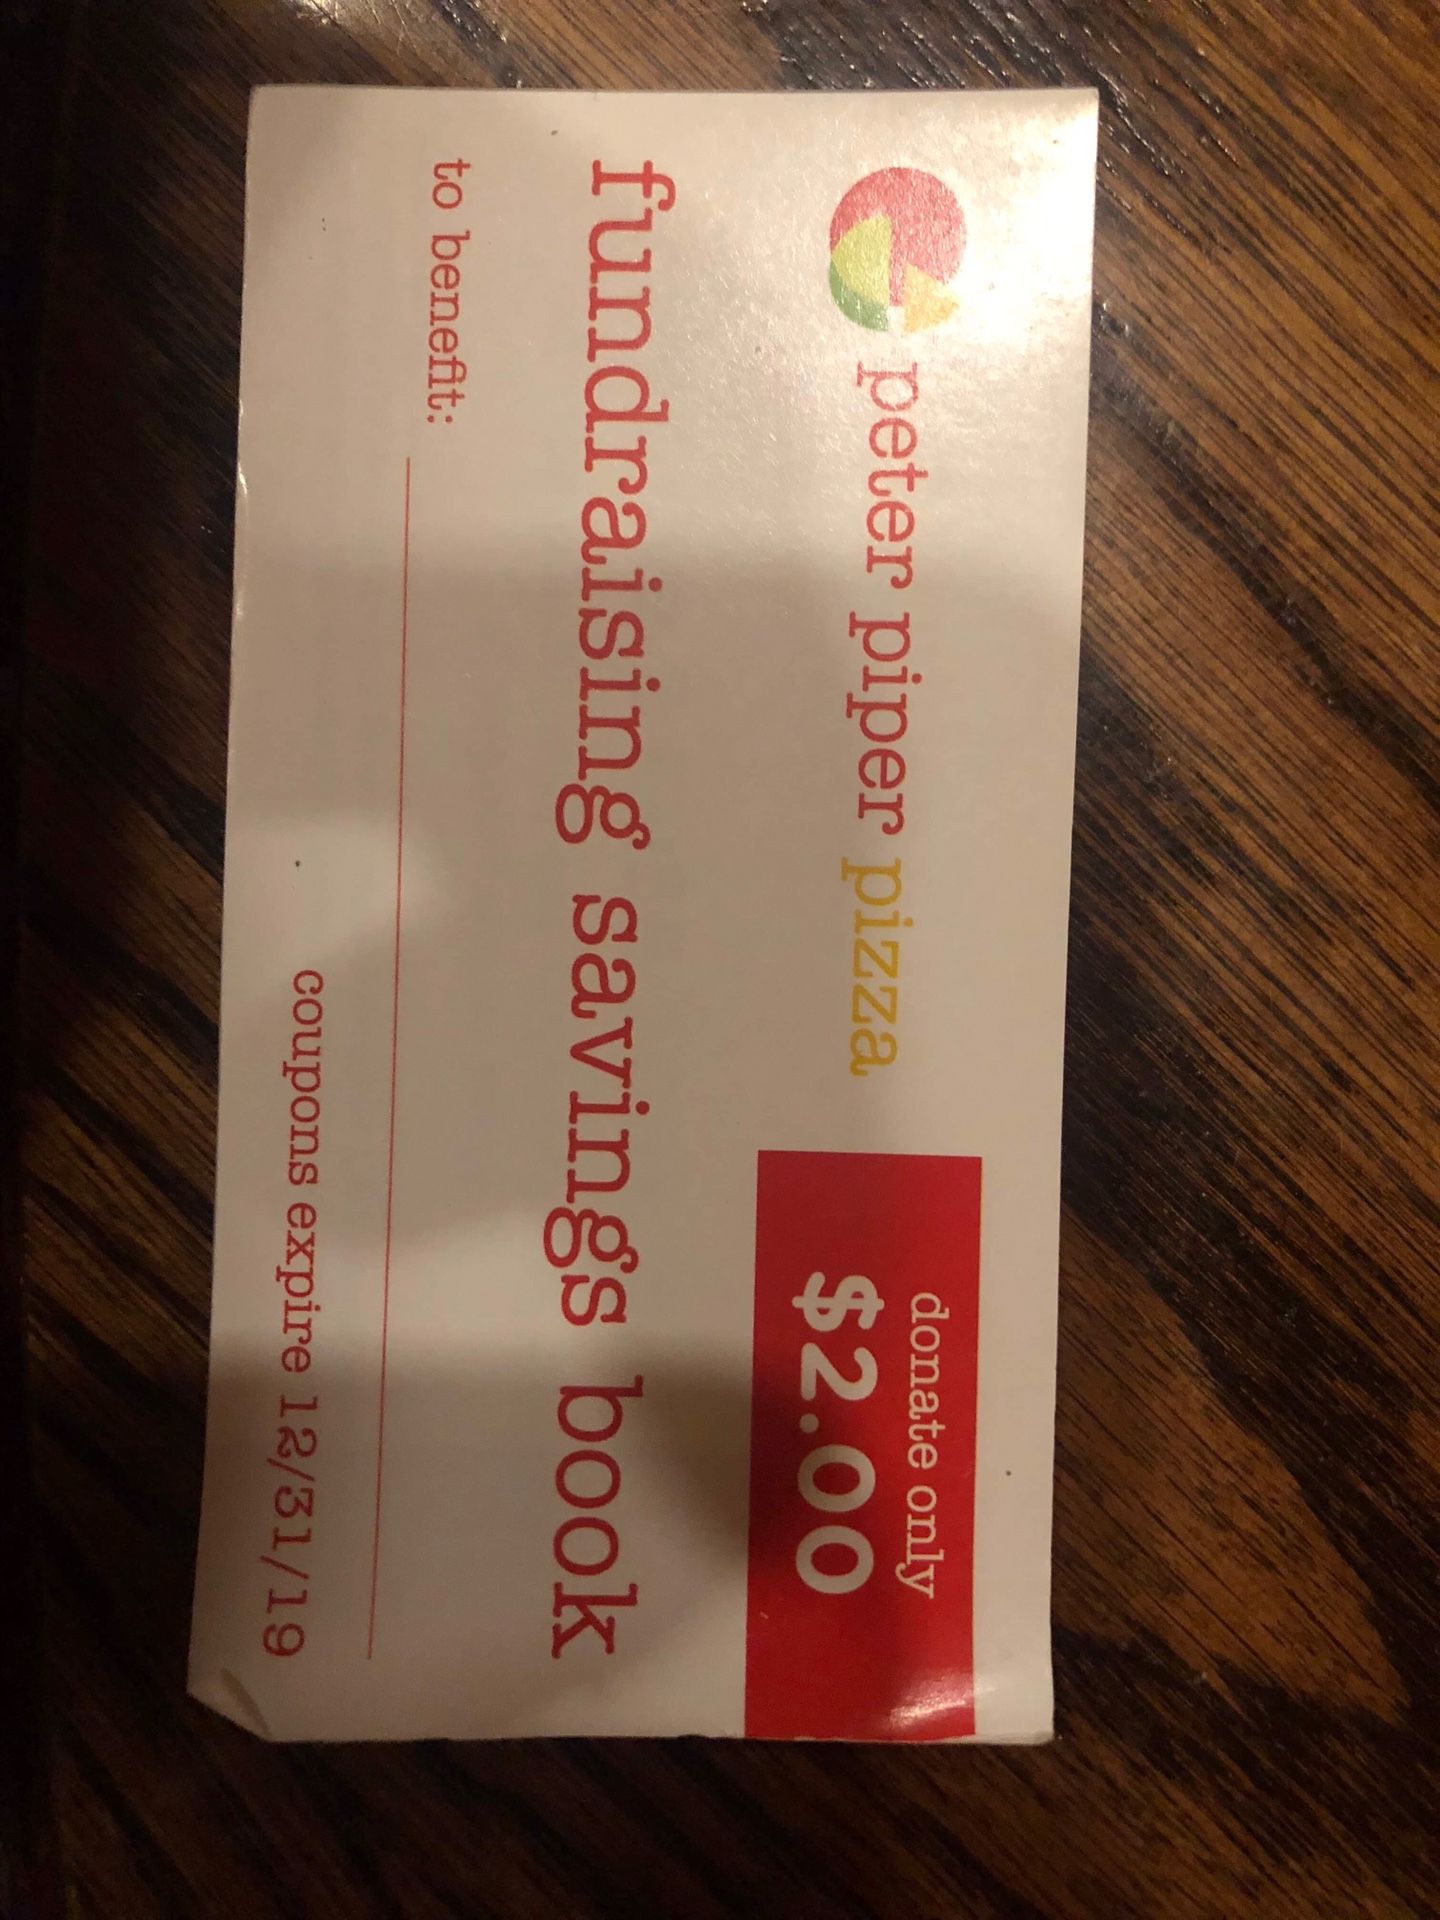 peter piper pizza
donate only
$2.00
fundraising savings book
to benefit:
coupons expire 12/31/19